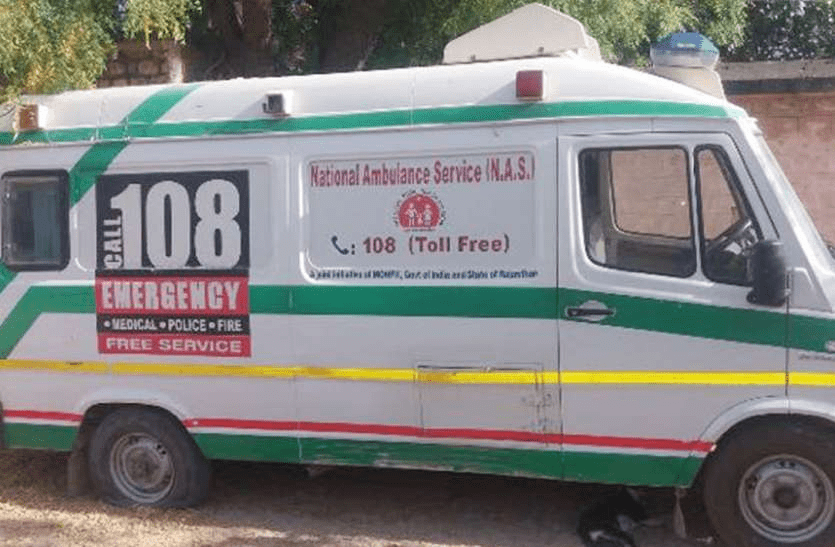 CALL
108
EMERGENCY
• MEDICAL • POLICE • FIRE
FREE SERVICE
National Ambulance Service (N.A.S.)
: 108 (Toll Free)
A joint initiative of MOHFW, Govt of India and State of Rajasthan